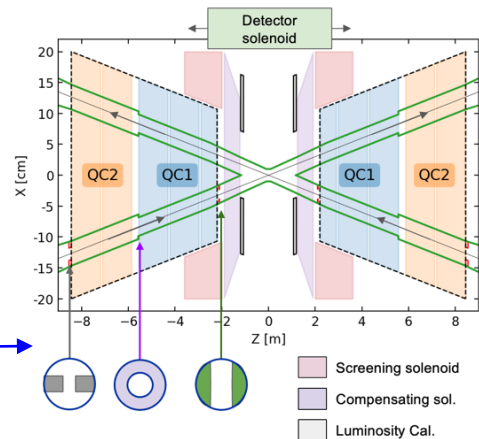 Detector
solenoid
20
15
10
5
0
−5
−10
−15
−20
X [cm]
QC2
QC1
QC1
QC2
−8
−6
−4
−2
0
2
4
6
8
Z [m]
Screening solenoid
Compensating sol.
Luminosity Cal.